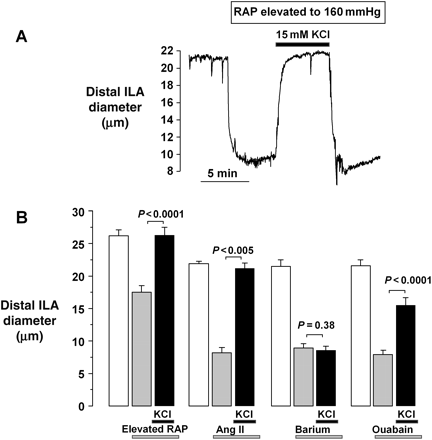 RAP elevated to 160 mmHg
A
15 mM KCl
Distal ILA
diameter
(μm)
22
20
18
16
14
12
10
8
5 min
B
30
25
20
15
10
5
0
Distal ILA
diameter
(μm)
P < 0.0001
P < 0.005
P = 0.38
P < 0.0001
KCl KCl KCl KCl
Elevated RAP Ang II Barium Ouabain